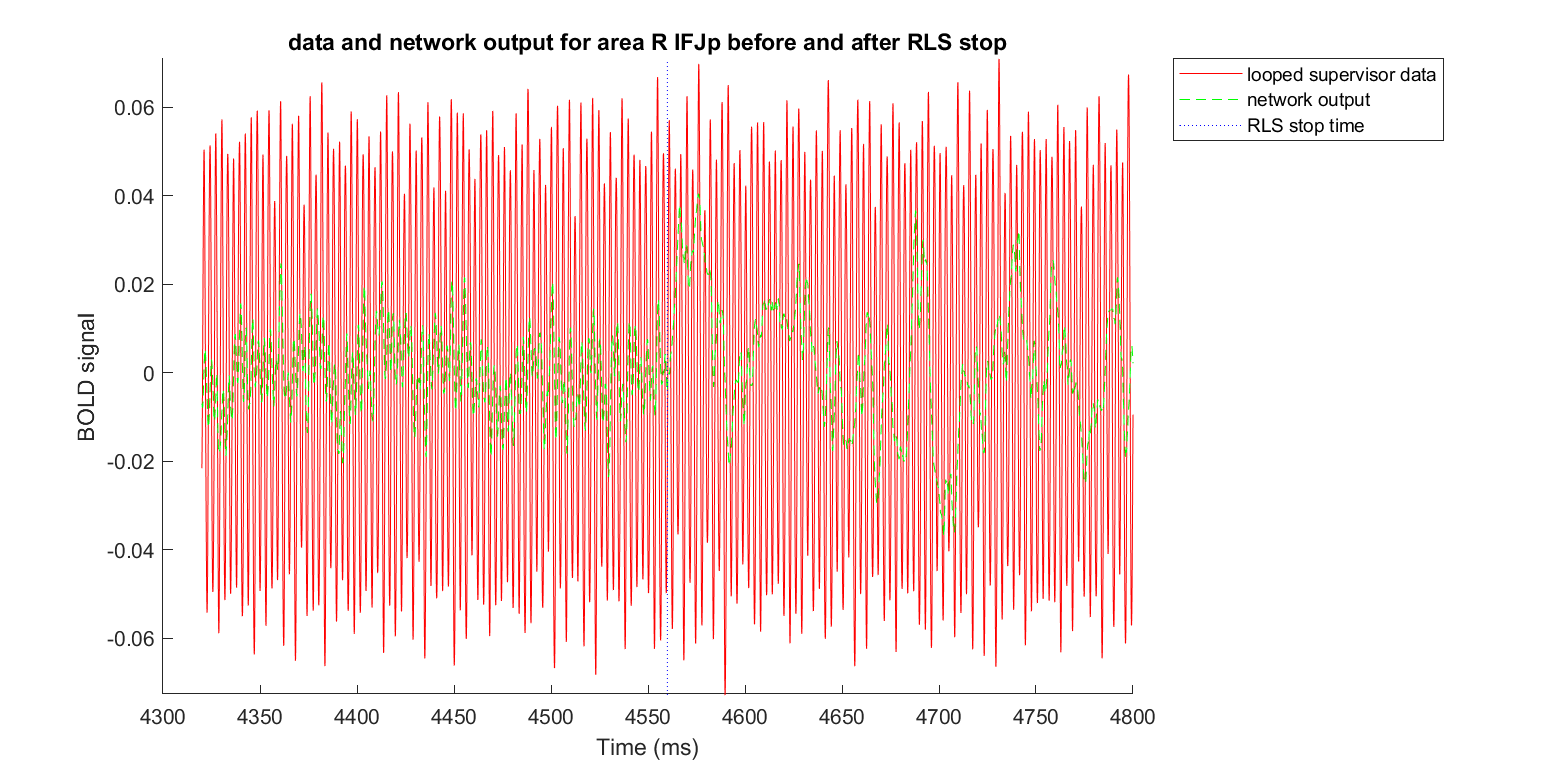 data and network output for area R IFJp before and after RLS stop
looped supervisor data
network output
RLS stop time
BOLD signal
0.06
0.04
0.02
0
-0.02
-0.04
-0.06
4300 4350 4400 4450 4500 4550 4600 4650 4700 4750 4800
Time (ms)